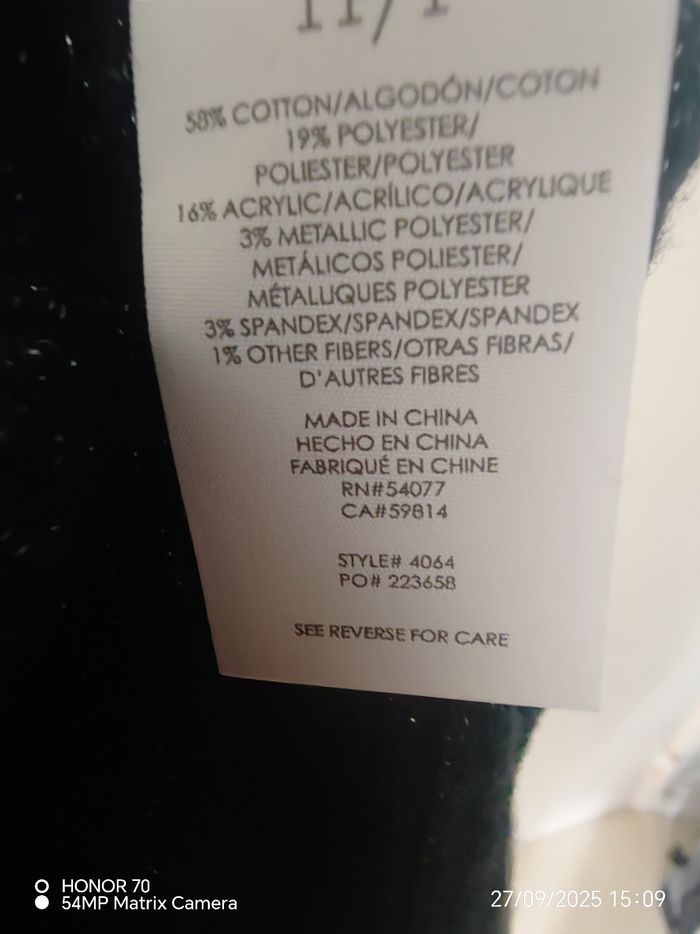 58% COTTON/ALGODÓN/COTON
19% POLYESTER/
POLIESTER/POLYESTER
16% ACRYLIC/ACRÍLICO/ACRYLIQUE
3% METALLIC POLYESTER/
METÁLICOS POLIESTER/
MÉTALLIQUES POLYESTER
3% SPANDEX/SPANDEX/SPANDEX
1% OTHER FIBERS/OTRAS FIBRAS/
D'AUTRES FIBRES
MADE IN CHINA
HECHO EN CHINA
FABRIQUÉ EN CHINE
RN#54077
CA#59814
STYLE# 4064
PO# 223658
SEE REVERSE FOR CARE
HONOR 70
54MP Matrix Camera
27/09/2025 15:09